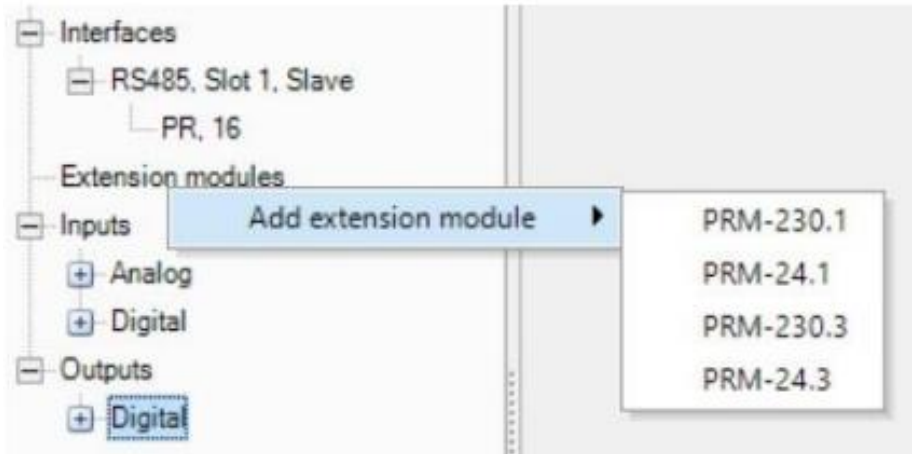 Interfaces
RS485, Slot 1, Slave
PR, 16
Extension modules
Add extension module
PRM-230.1
PRM-24.1
PRM-230.3
PRM-24.3
Inputs
Analog
Digital
Outputs
Digital